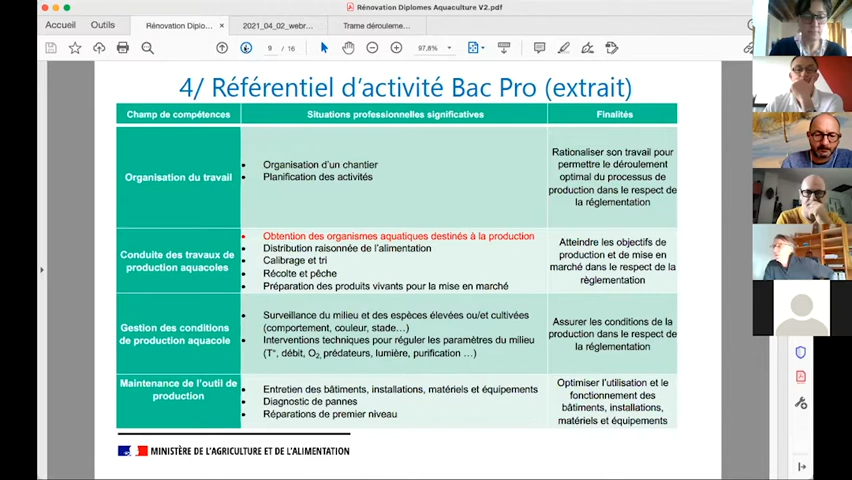 Rénovation Diplomes Aquaculture V2.pdf
Accueil
Outils
Rénovation Diplom...
×
2021_04_02_webr...
Trame dérouleme...
9 / 16
97,8%
4/ Référentiel d'activité Bac Pro (extrait)
Champ de compétences
Situations professionnelles significatives
Finalités
Organisation du travail
• Organisation d'un chantier
• Planification des activités
Rationaliser son travail pour
permettre le déroulement
optimal du processus de
production dans le respect de
la réglementation
Conduite des travaux de
production aquacoles
• Obtention des organismes aquatiques destinés à la production
• Distribution raisonnée de l'alimentation
• Calibrage et tri
• Récolte et pêche
• Préparation des produits vivants pour la mise en marché
Atteindre les objectifs de
production et de mise en
marché dans le respect de la
règlementation
Gestion des conditions
de production aquacole
• Surveillance du milieu et des espèces élevées ou/et cultivées
(comportement, couleur, stade…)
• Interventions techniques pour réguler les paramètres du milieu
(T°, débit, O2, prédateurs, lumière, purification …)
Assurer les conditions de la
production dans le respect de
la réglementation
Maintenance de l'outil de
production
• Entretien des bâtiments, installations, matériels et équipements
• Diagnostic de pannes
• Réparations de premier niveau
Optimiser l'utilisation et le
fonctionnement des
bâtiments, installations,
matériels et équipements
MINISTÈRE DE L'AGRICULTURE ET DE L'ALIMENTATION